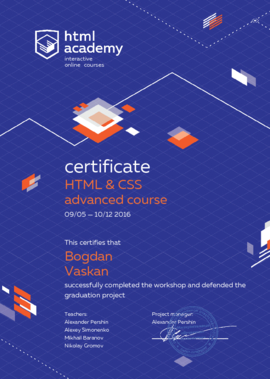 html
academy
interactive
online courses
certificate
HTML & CSS
advanced course
09/05 — 10/12 2016
This certifies that
Bogdan
Vaskan
successfully completed the workshop and defended the
graduation project
Teachers
Alexander Pershin
Alexey Simonenko
Mikhail Baranov
Nikolay Gromov
Project manager
Alexander Pershin